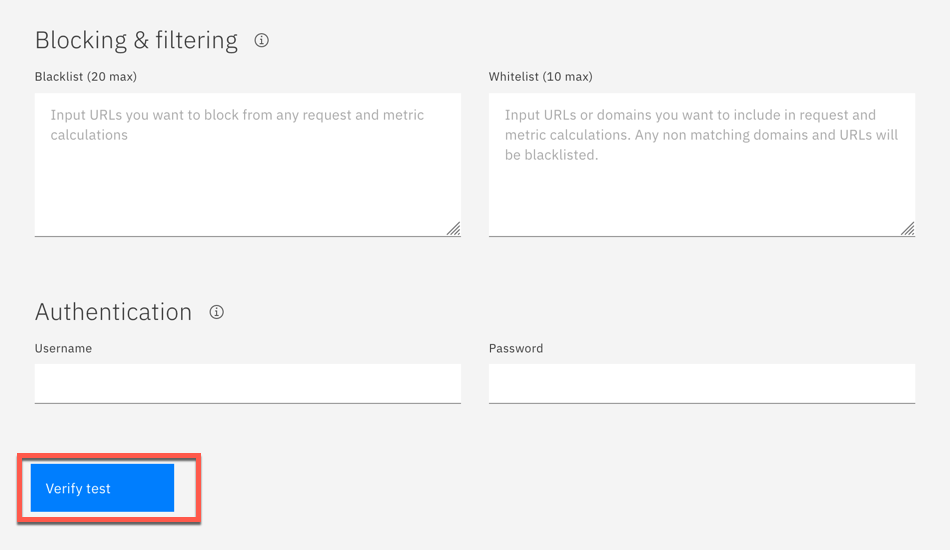 Blocking & filtering
Blacklist (20 max)
Whitelist (10 max)
Input URLs you want to block from any request and metric
calculations
Input URLs or domains you want to include in request and
metric calculations. Any non matching domains and URLs will
be blacklisted.
Authentication
Username
Password
Verify test